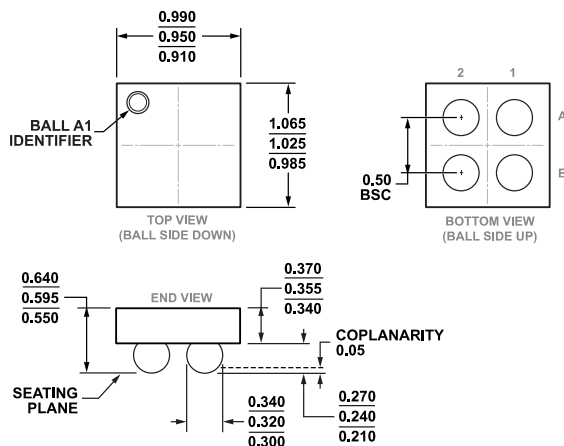 0.990
0.950
0.910
BALL A1
IDENTIFIER
1.065
1.025
0.985
TOP VIEW
(BALL SIDE DOWN)
2 1
A
0.50
BSC
BOTTOM VIEW
(BALL SIDE UP)
0.640
0.595
0.550
END VIEW
0.370
0.355
0.340
COPLANARITY
0.05
SEATING
PLANE
0.340
0.320
0.300
0.270
0.240
0.210